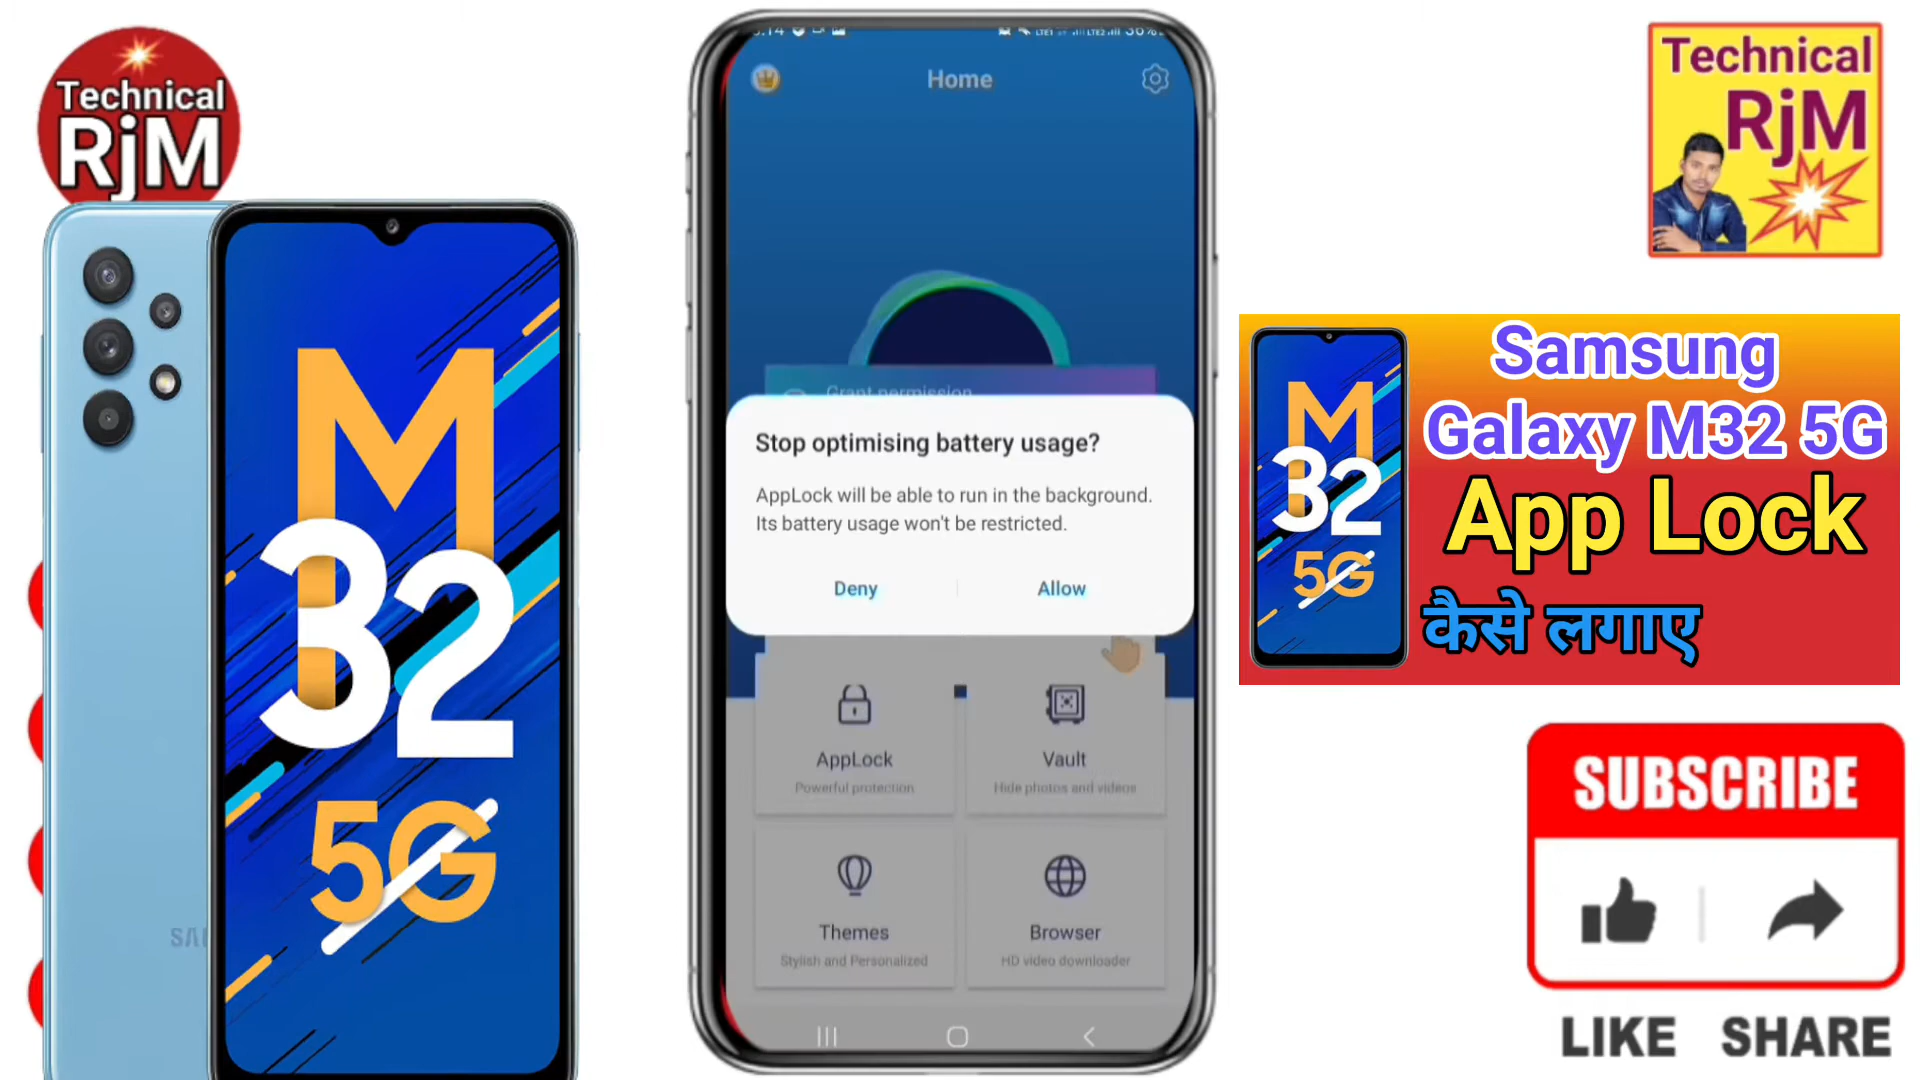 Technical
RjM
M
32
5G
Home
Grant permission
Stop optimising battery usage?
AppLock will be able to run in the background.
Its battery usage won't be restricted.
Deny
Allow
AppLock
Powerful protection
Vault
Hide photos and videos
Themes
Stylish and Personalized
Browser
HD video downloader
Technical
RjM
M
32
5G
Samsung
Galaxy M32 5G
App Lock
कैसे लगाए
SUBSCRIBE
LIKE SHARE